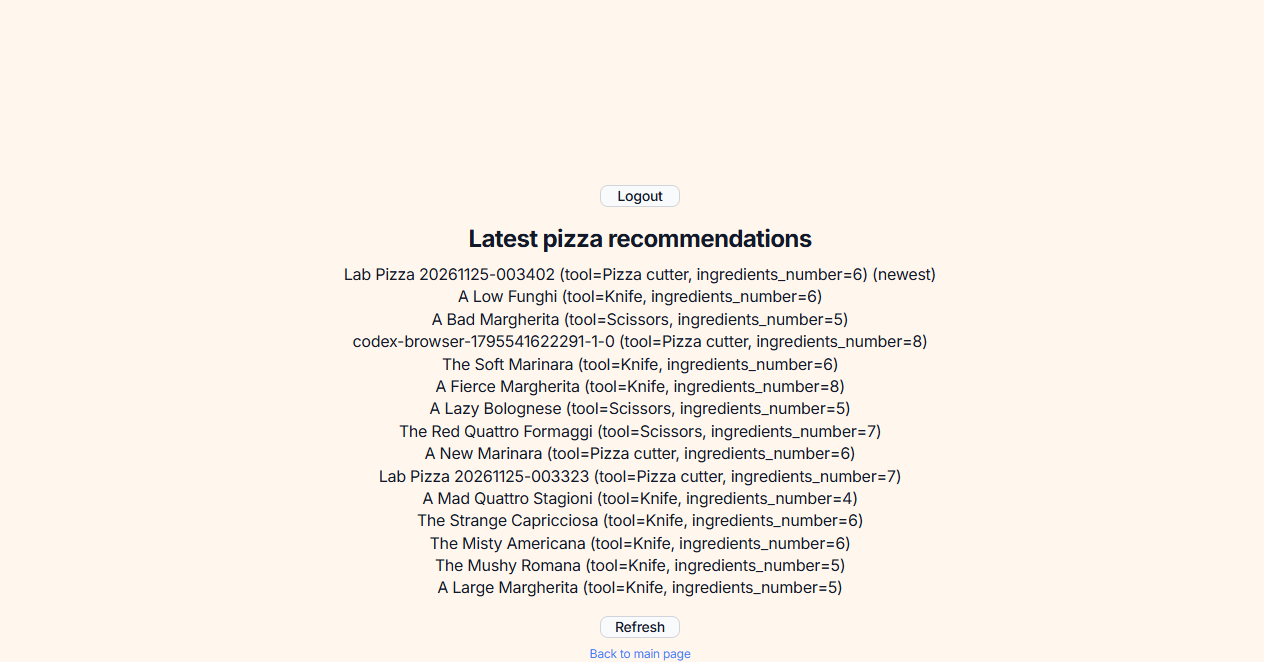 Logout
Latest pizza recommendations
Lab Pizza 20261125-003402 (tool=Pizza cutter, ingredients_number=6) (newest)
A Low Funghi (tool=Knife, ingredients_number=6)
A Bad Margherita (tool=Scissors, ingredients_number=5)
codex-browser-1795541622291-1-0 (tool=Pizza cutter, ingredients_number=8)
The Soft Marinara (tool=Knife, ingredients_number=6)
A Fierce Margherita (tool=Knife, ingredients_number=8)
A Lazy Bolognese (tool=Scissors, ingredients_number=5)
The Red Quattro Formaggi (tool=Scissors, ingredients_number=7)
A New Marinara (tool=Pizza cutter, ingredients_number=6)
Lab Pizza 20261125-003323 (tool=Pizza cutter, ingredients_number=7)
A Mad Quattro Stagioni (tool=Knife, ingredients_number=4)
The Strange Capricciosa (tool=Knife, ingredients_number=6)
The Misty Americana (tool=Knife, ingredients_number=6)
The Mushy Romana (tool=Knife, ingredients_number=5)
A Large Margherita (tool=Knife, ingredients_number=5)
Refresh
Back to main page